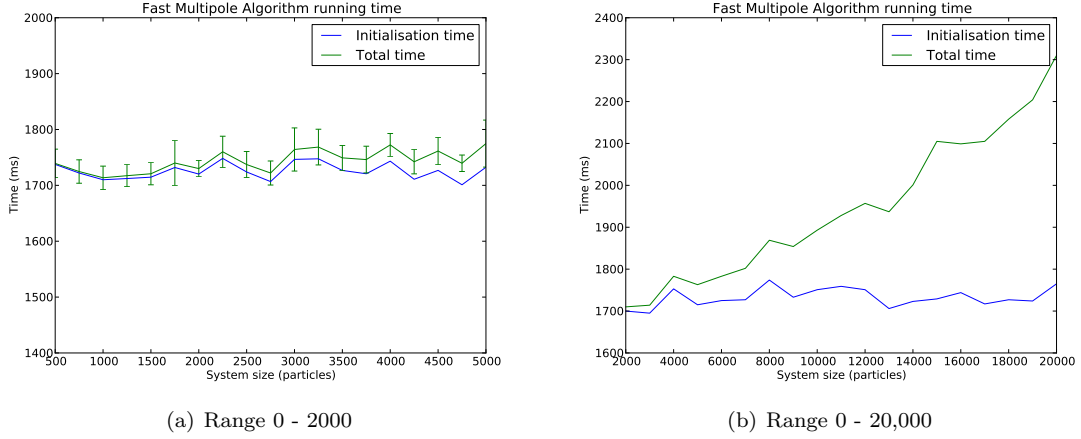 Fast Multipole Algorithm running time
2000
1900
1800
1700
1600
1500
1400
Time (ms)
Initialisation time
Total time
500 1000 1500 2000 2500 3000 3500 4000 4500 5000
System size (particles)
(a) Range 0 - 2000
Fast Multipole Algorithm running time
2400
2300
2200
2100
2000
1900
1800
1700
1600
Time (ms)
Initialisation time
Total time
2000 4000 6000 8000 10000 12000 14000 16000 18000 20000
System size (particles)
(b) Range 0 - 20,000